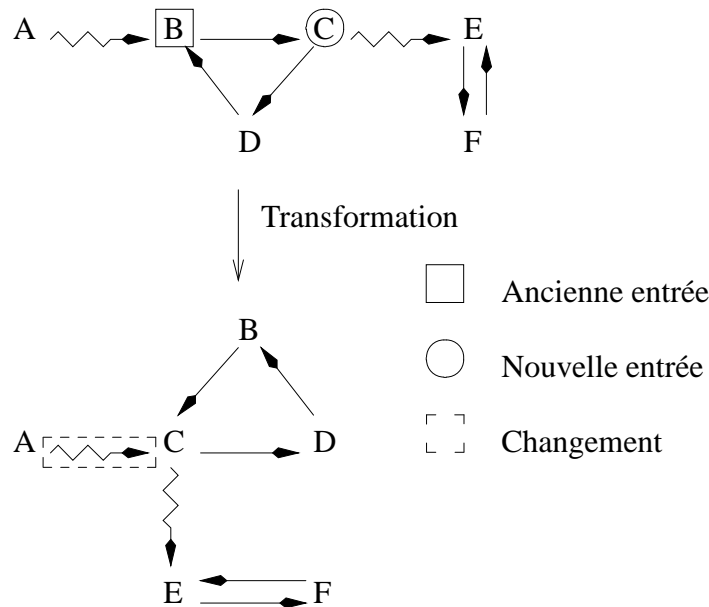 A B C E
D F
Transformation
Ancienne entrée
B
Nouvelle entrée
A C D
Changement
E F